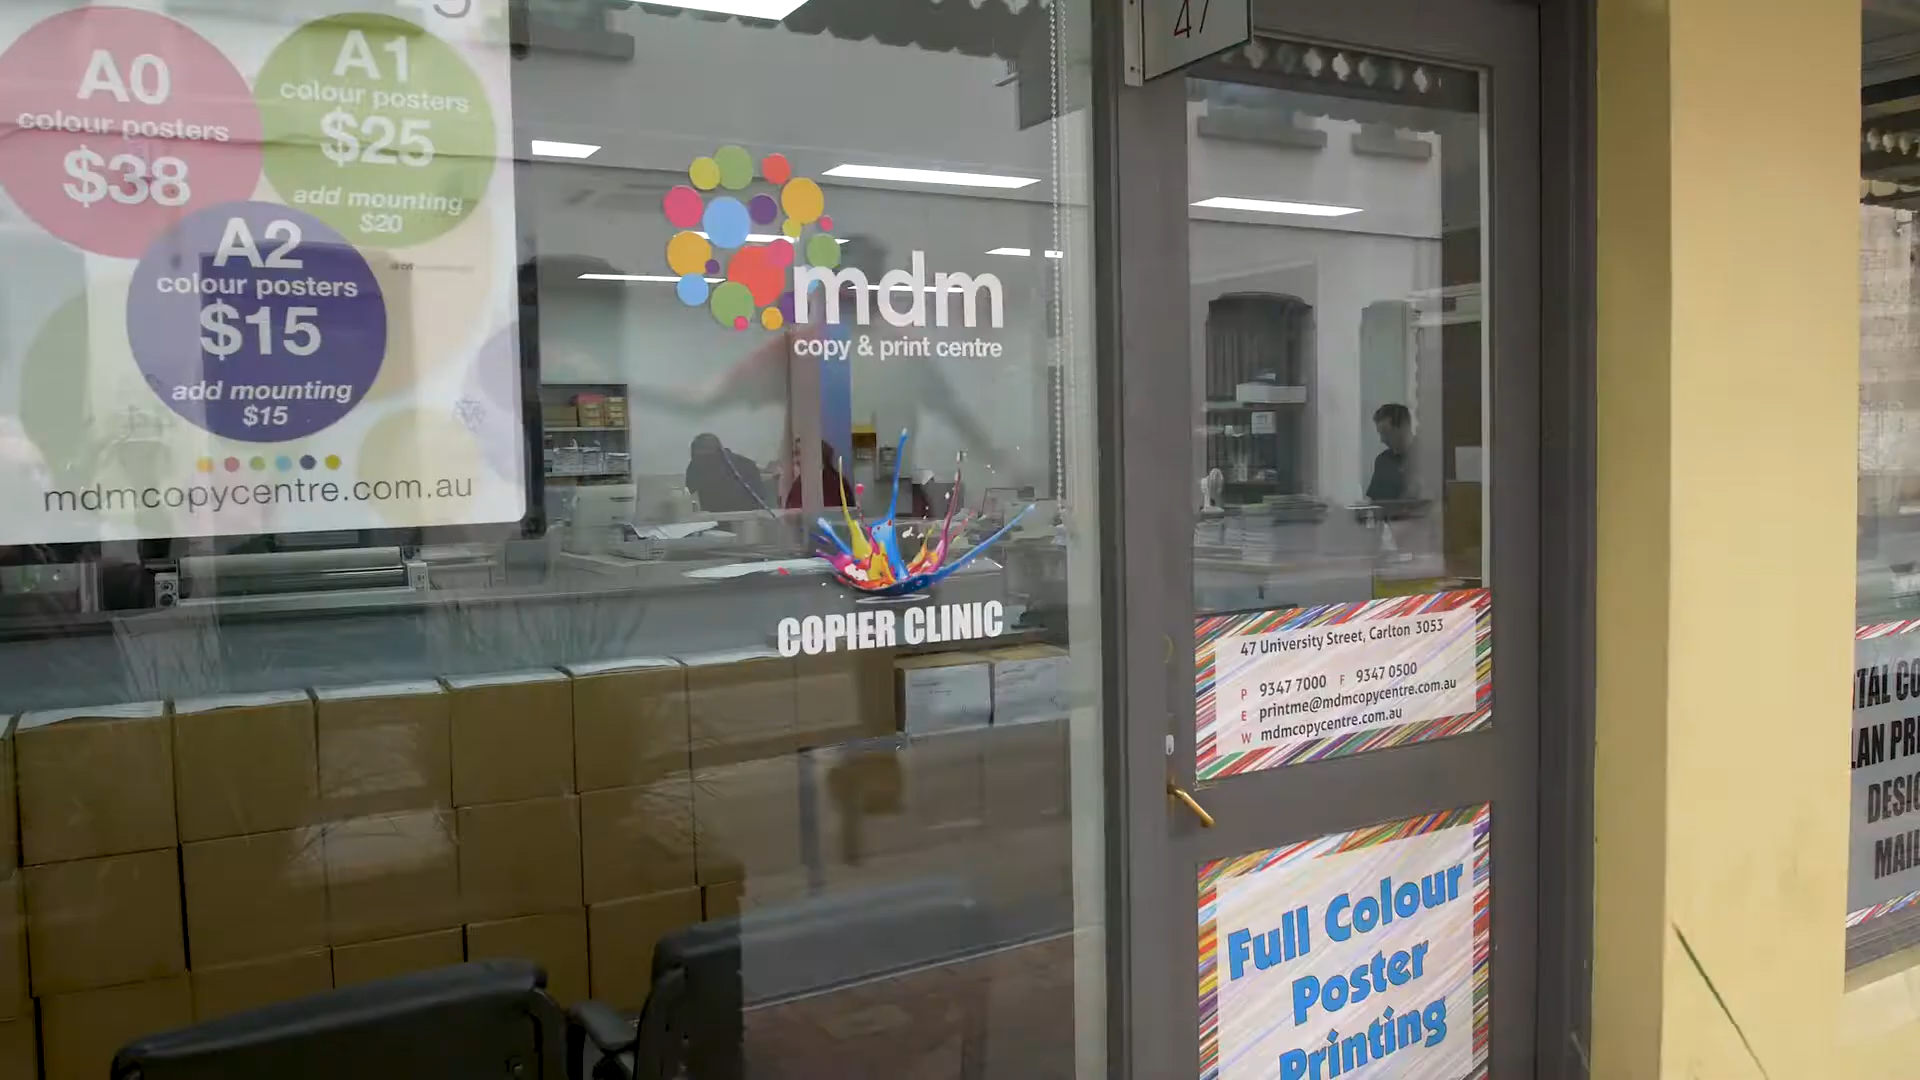 A0
colour posters
$38
A1
colour posters
$25
add mounting
$20
A2
colour posters
$15
add mounting
$15
mdmcopycentre.com.au
mdm
copy & print centre
COPIER CLINIC
47
47 University Street, Carlton 3053
P 9347 7000 F 9347 0500
E printme@mdmcopycentre.com.au
W mdmcopycentre.com.au
Full Colour
Poster
Printing